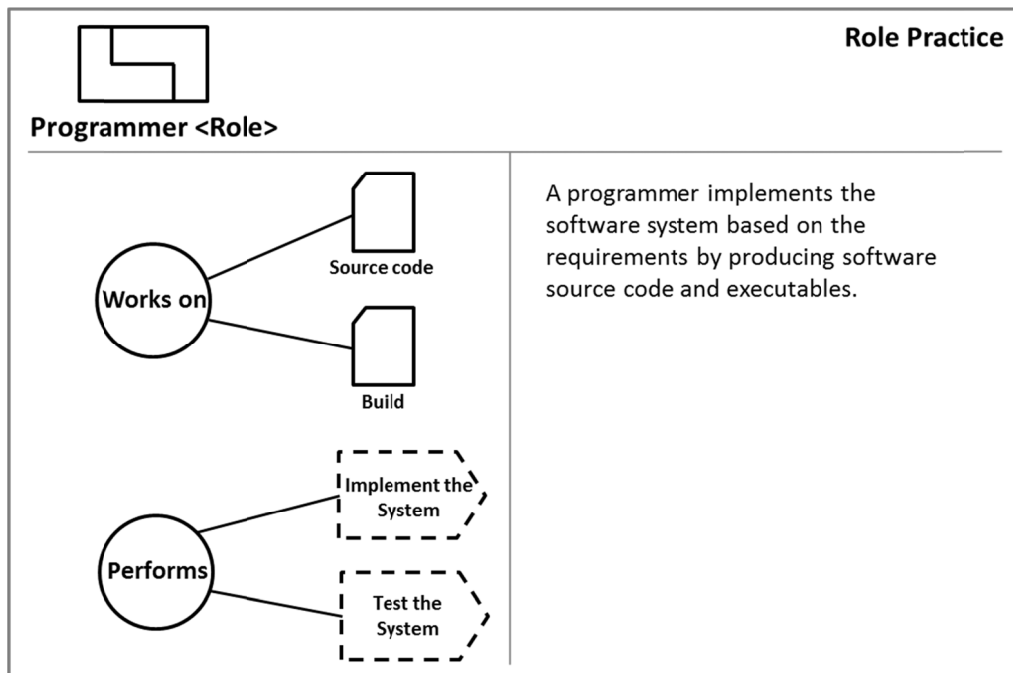 Role Practice
Programmer <Role>
Works on
Source code
Build
Performs
Implement the
System
Test the
System
A programmer implements the
software system based on the
requirements by producing software
source code and executables.